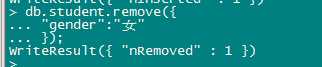 WriteResult({ "nInserted" : 1 })
> db.student.remove({
... "gender":"女"
... });
WriteResult({ "nRemoved" : 1 })
>